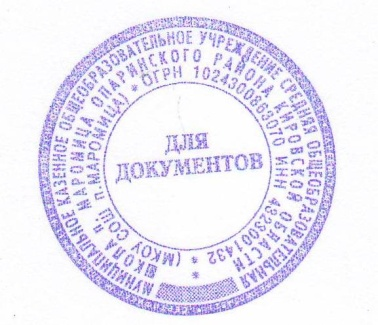 МУНИЦИПАЛЬНОЕ КАЗЕННОЕ ОБЩЕОБРАЗОВАТЕЛЬНОЕ УЧРЕЖДЕНИЕ СРЕДНЯЯ ОБЩЕОБРАЗОВАТЕЛЬНАЯ
ШКОЛА П. МАРОМИЦА ОПАРИНСКОГО РАЙОНА КИРОВСКОЙ ОБЛАСТИ
(МКОУ СОШ П.МАРОМИЦА) * ОГРН 1024300863070 ИНН 4323001432 *
ДЛЯ
ДОКУМЕНТОВ